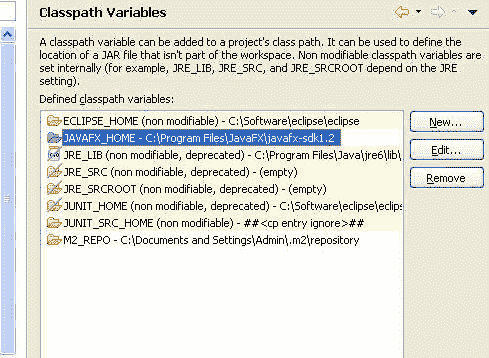 Classpath Variables
A classpath variable can be added to a project's class path. It can be used to define the
location of a JAR file that isn't part of the workspace. Non modifiable classpath variables are
set internally (for example, JRE_LIB, JRE_SRC, and JRE_SRCROOT depend on the JRE
setting).
Defined classpath variables:
ECLIPSE_HOME (non modifiable) - C:\Software\eclipse\eclipse
JAVAFX_HOME - C:\Program Files\JavaFX\javafx-sdk1.2
JRE_LIB (non modifiable, deprecated) - C:\Program Files\Java\jre6\lib\
JRE_SRC (non modifiable, deprecated) - (empty)
JRE_SRCROOT (non modifiable, deprecated) - (empty)
JUNIT_HOME (non modifiable, deprecated) - C:\Software\eclipse\eclips
JUNIT_SRC_HOME (non modifiable) - ##<cp entry ignore>##
M2_REPO - C:\Documents and Settings\Admin\.m2\repository
New...
Edit...
Remove